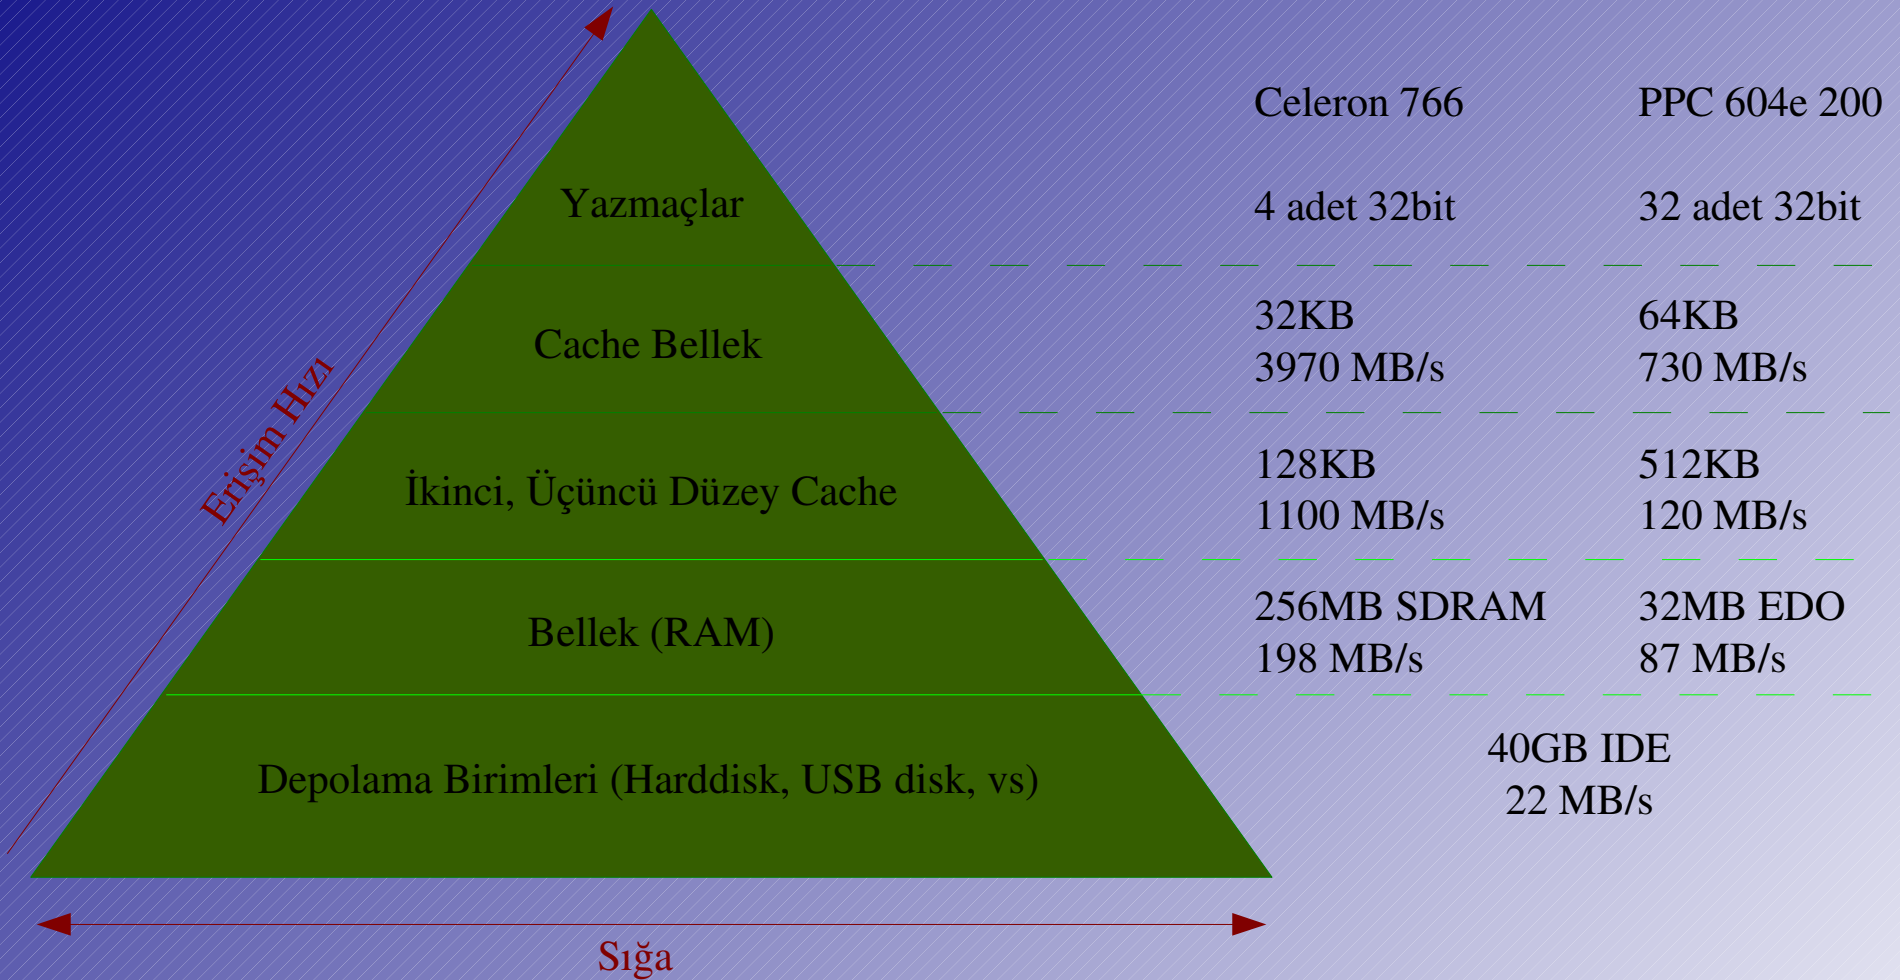 Celeron 766
PPC 604e 200
Yazmaçlar
4 adet 32bit
32 adet 32bit
Cache Bellek
32KB
3970 MB/s
64KB
730 MB/s
Erişim Hızı
İkinci, Üçüncü Düzey Cache
128KB
1100 MB/s
512KB
120 MB/s
Bellek (RAM)
256MB SDRAM
198 MB/s
32MB EDO
87 MB/s
Depolama Birimleri (Harddisk, USB disk, vs)
40GB IDE
22 MB/s
Sığa